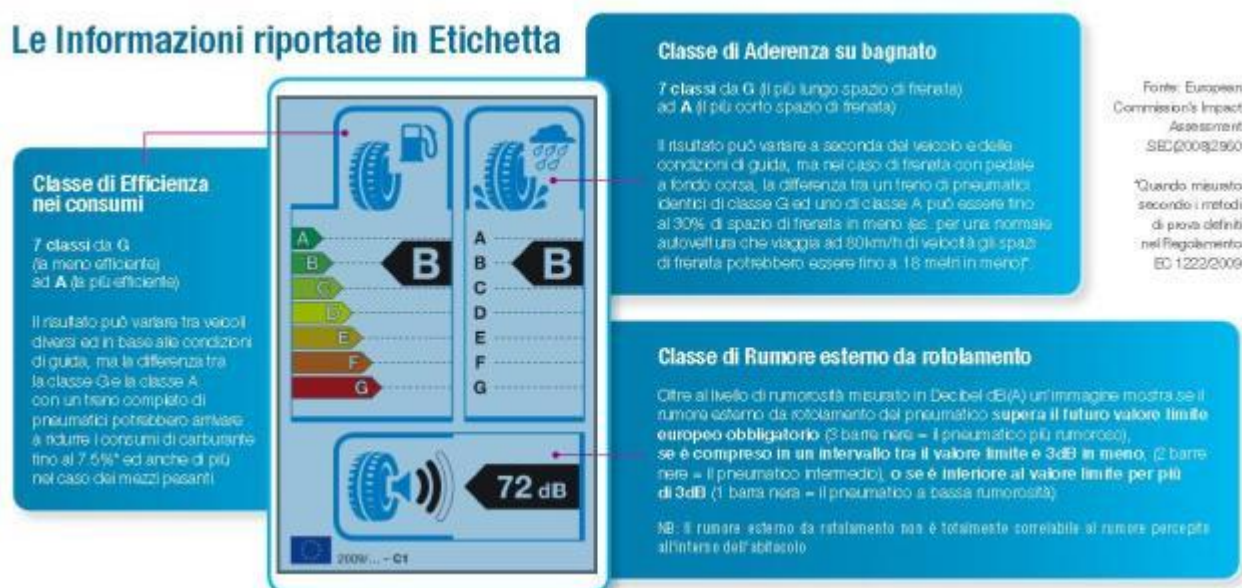 Le Informazioni riportate in Etichetta
Classe di Efficienza
nei consumi
7 classi da G
(la meno efficiente)
ad A (la più efficiente)
Il risultato può variare tra veicoli
diversi ed in base alle condizioni
di guida, ma la differenza tra
la classe G e la classe A
con un treno completo di
pneumatici potrebbero arrivare
a ridurre i consumi di carburante
fino al 7.5%* ed anche di più
nel caso dei mezzi pesanti
A
B
C
D
E
F
G
B
A
B
C
D
E
F
G
B
72 dB
2009/... - C1
Classe di Aderenza su bagnato
7 classi da G (il più lungo spazio di frenata)
ad A (il più corto spazio di frenata)
Il risultato può variare a seconda del veicolo e delle
condizioni di guida, ma nel caso di frenata con pedale
a fondo corsa, la differenza tra un treno di pneumatici
identici di classe G ed uno di classe A può essere fino
al 30% di spazio di frenata in meno (es. per una normale
autovettura che viaggia ad 80km/h di velocità gli spazi
di frenata potrebbero essere fino a 18 metri in meno)*
Classe di Rumore esterno da rotolamento
Oltre al livello di rumorosità misurato in Decibel dB(A) un'immagine mostra se il
rumore esterno da rotolamento del pneumatico supera il futuro valore limite
europeo obbligatorio (3 barre nere = il pneumatico più rumoroso),
se è compreso in un intervallo tra il valore limite e 3dB in meno, (2 barre
nere = il pneumatico intermedio), o se è inferiore al valore limite per più
di 3dB (1 barra nera = il pneumatico a bassa rumorosità)
NB: Il rumore esterno da rotolamento non è totalmente correlabile al rumore percepito
all'interno dell'abitacolo
Fonte: European
Commission's Impact
Assessment
SEC(2008)2860
*Quando misurato
secondo i metodi
di prova definiti
nel Regolamento
EC 1222/2009